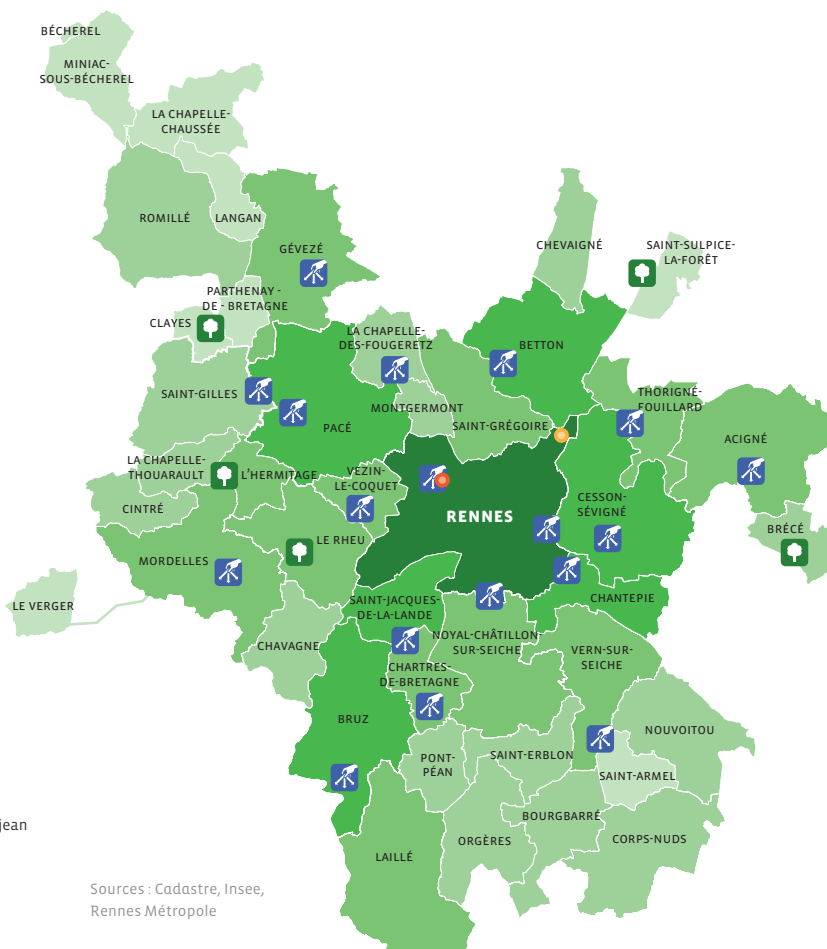 BÉCHEREL
MINIAC-
SOUS-BÉCHEREL
LA CHAPELLE-
CHAUSSÉE
ROMILLÉ
LANGAN
GÉVEZÉ
CHEVAIGNÉ
SAINT-SULPICE-
LA-FORÊT
PARTHENAY -
DE - BRETAGNE
CLAYES
LA CHAPELLE-
DES-FOUGERETZ
BETTON
SAINT-GILLES
MONTGERMONT
PACÉ
SAINT-GRÉGOIRE
THORIGNÉ-
FOUILLARD
ACIGNÉ
LA CHAPELLE-
THOUARAULT
L'HERMITAGE
VEZIN-
LE-COQUET
CINTRÉ
RENNES
CESSON-
SÉVIGNÉ
BRÉCÉ
LE RHEU
MORDELLES
LE VERGER
SAINT-JACQUES-
DE-LA-LANDE
CHANTEPIE
CHAVAGNE
NOYAL-CHÂTILLON-
SUR-SEICHE
VERN-SUR-
SEICHE
CHARTRES-
DE-BRETAGNE
BRUZ
NOUVOITOU
PONT-
PÉAN
SAINT-ERBLON
SAINT-ARMEL
BOURGBARRÉ
ORGÈRES
CORPS-NUDS
LAILLÉ
jean
Sources : Cadastre, Insee,
Rennes Métropole